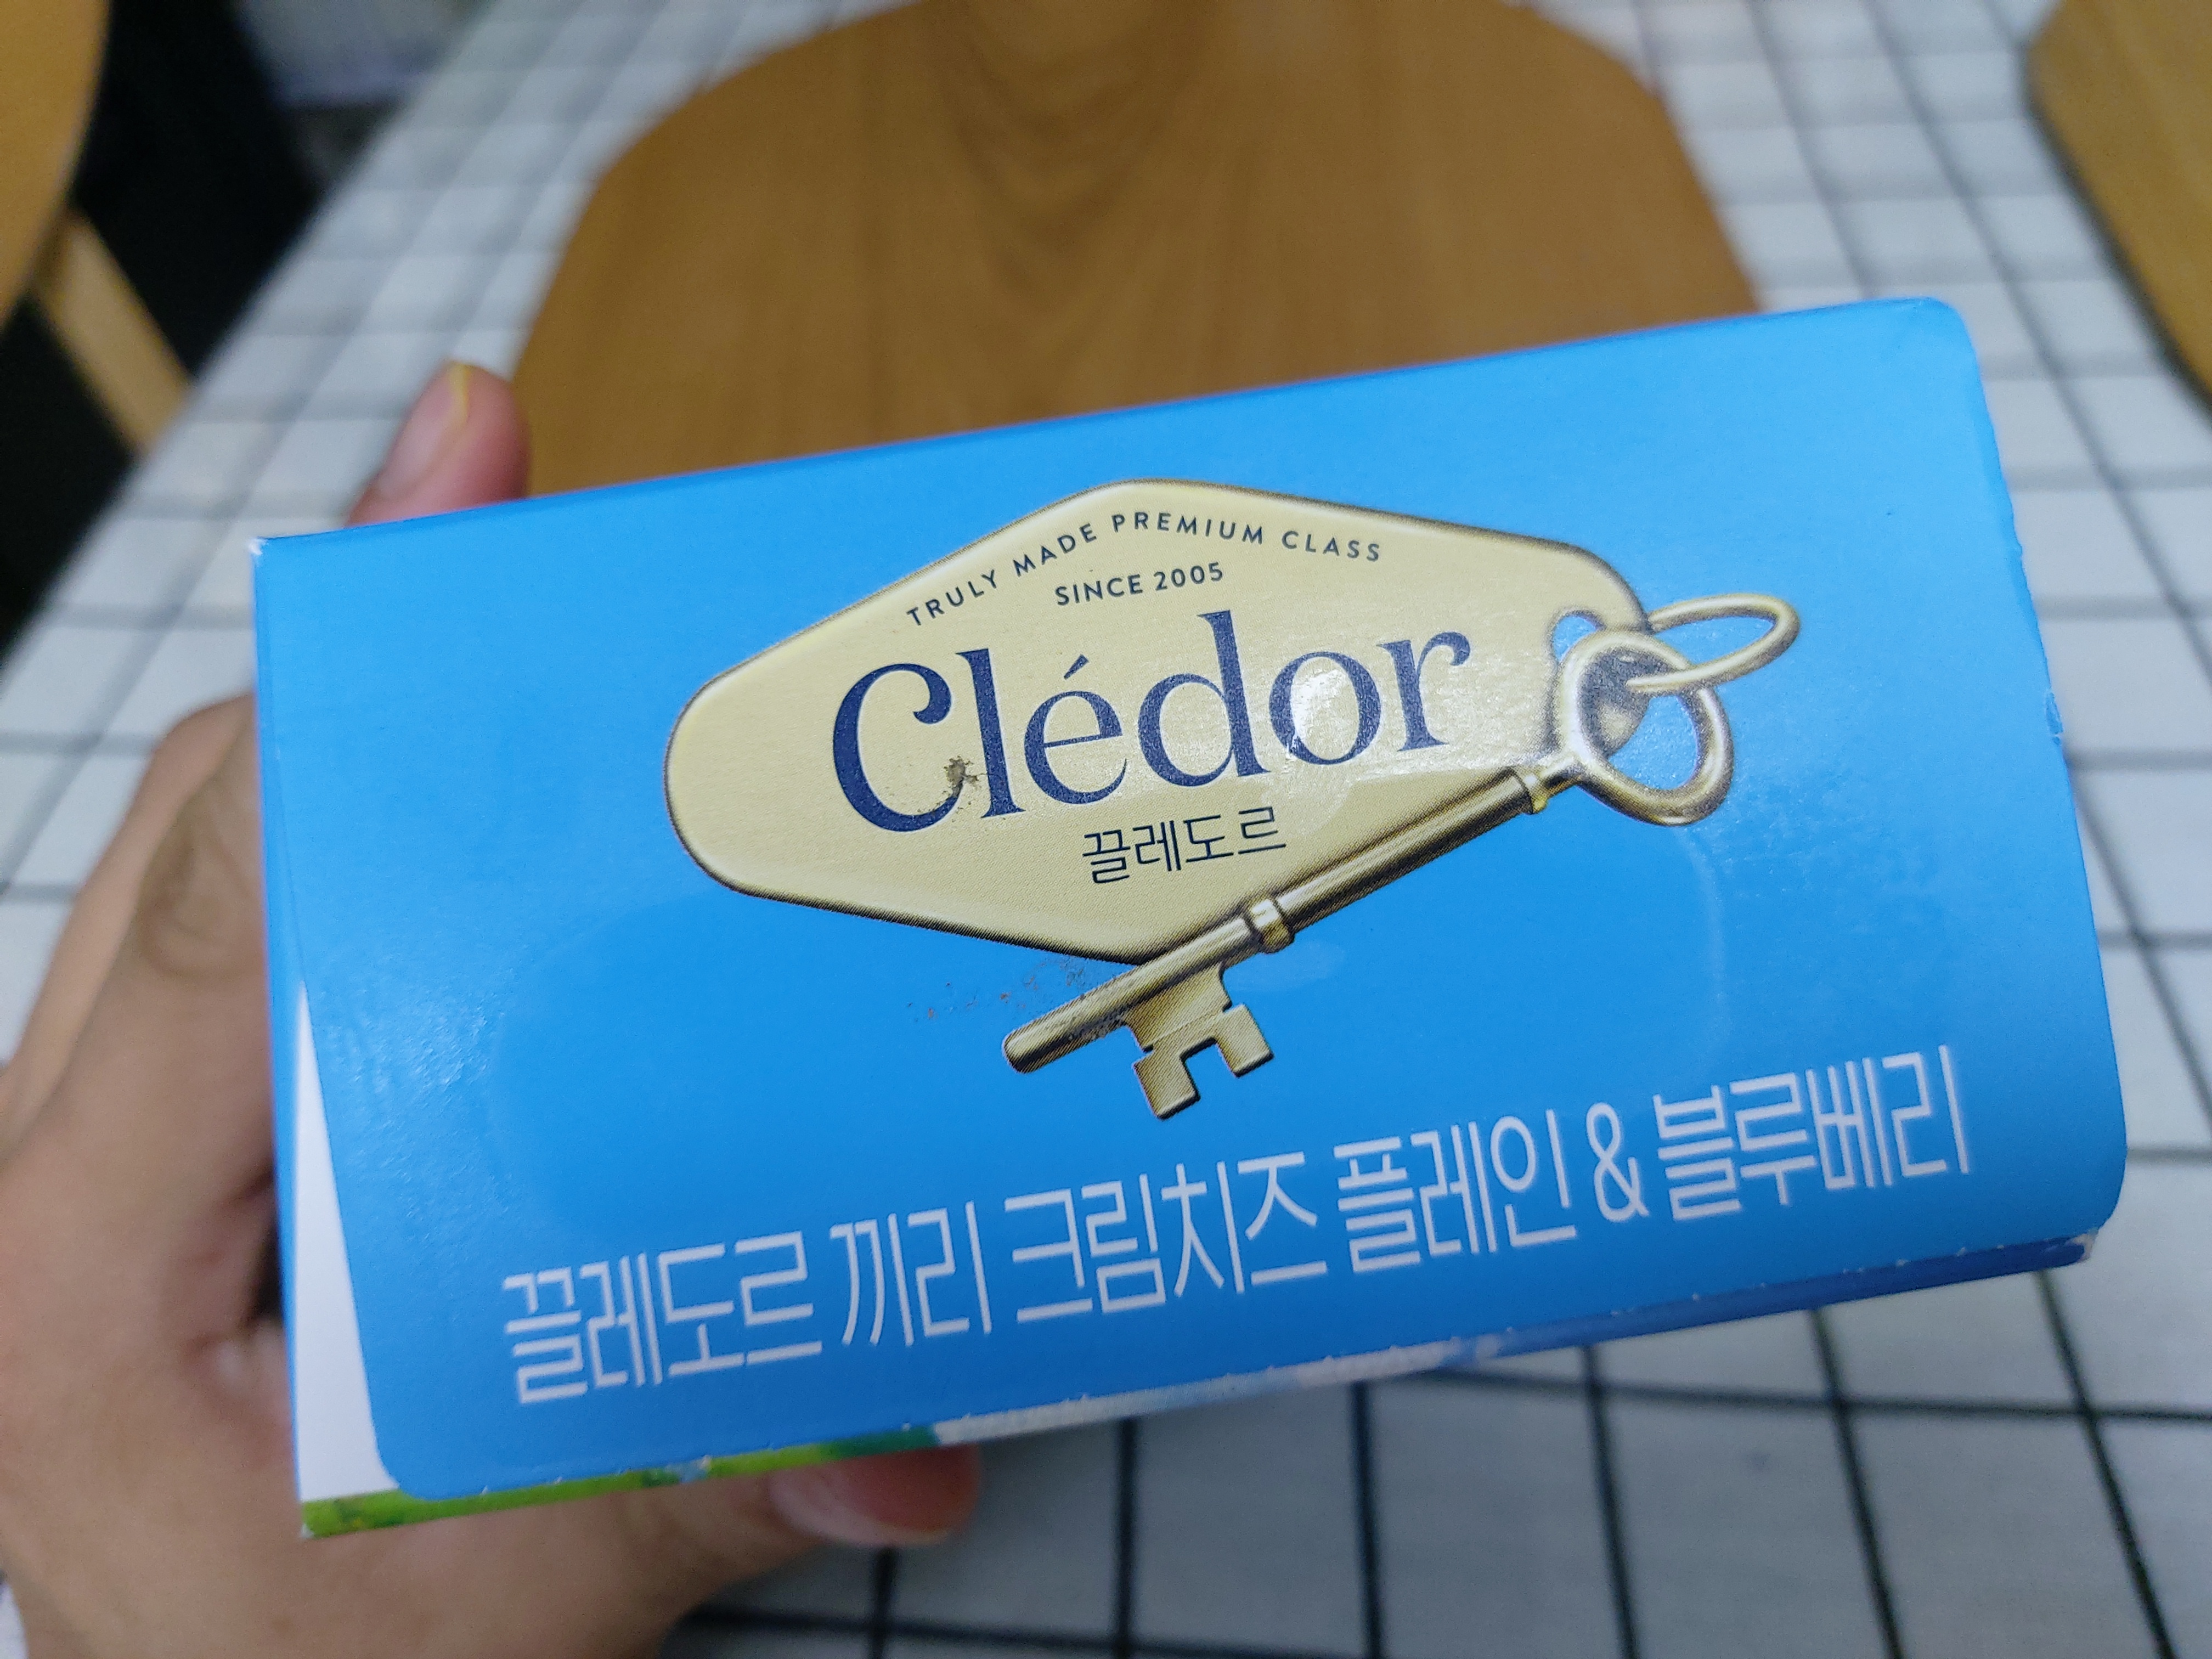 TRULY MADE PREMIUM CLASS
SINCE 2005
Clédor
끌레도르
끌레도르 끼리 크림치즈 플레인 & 블루베리